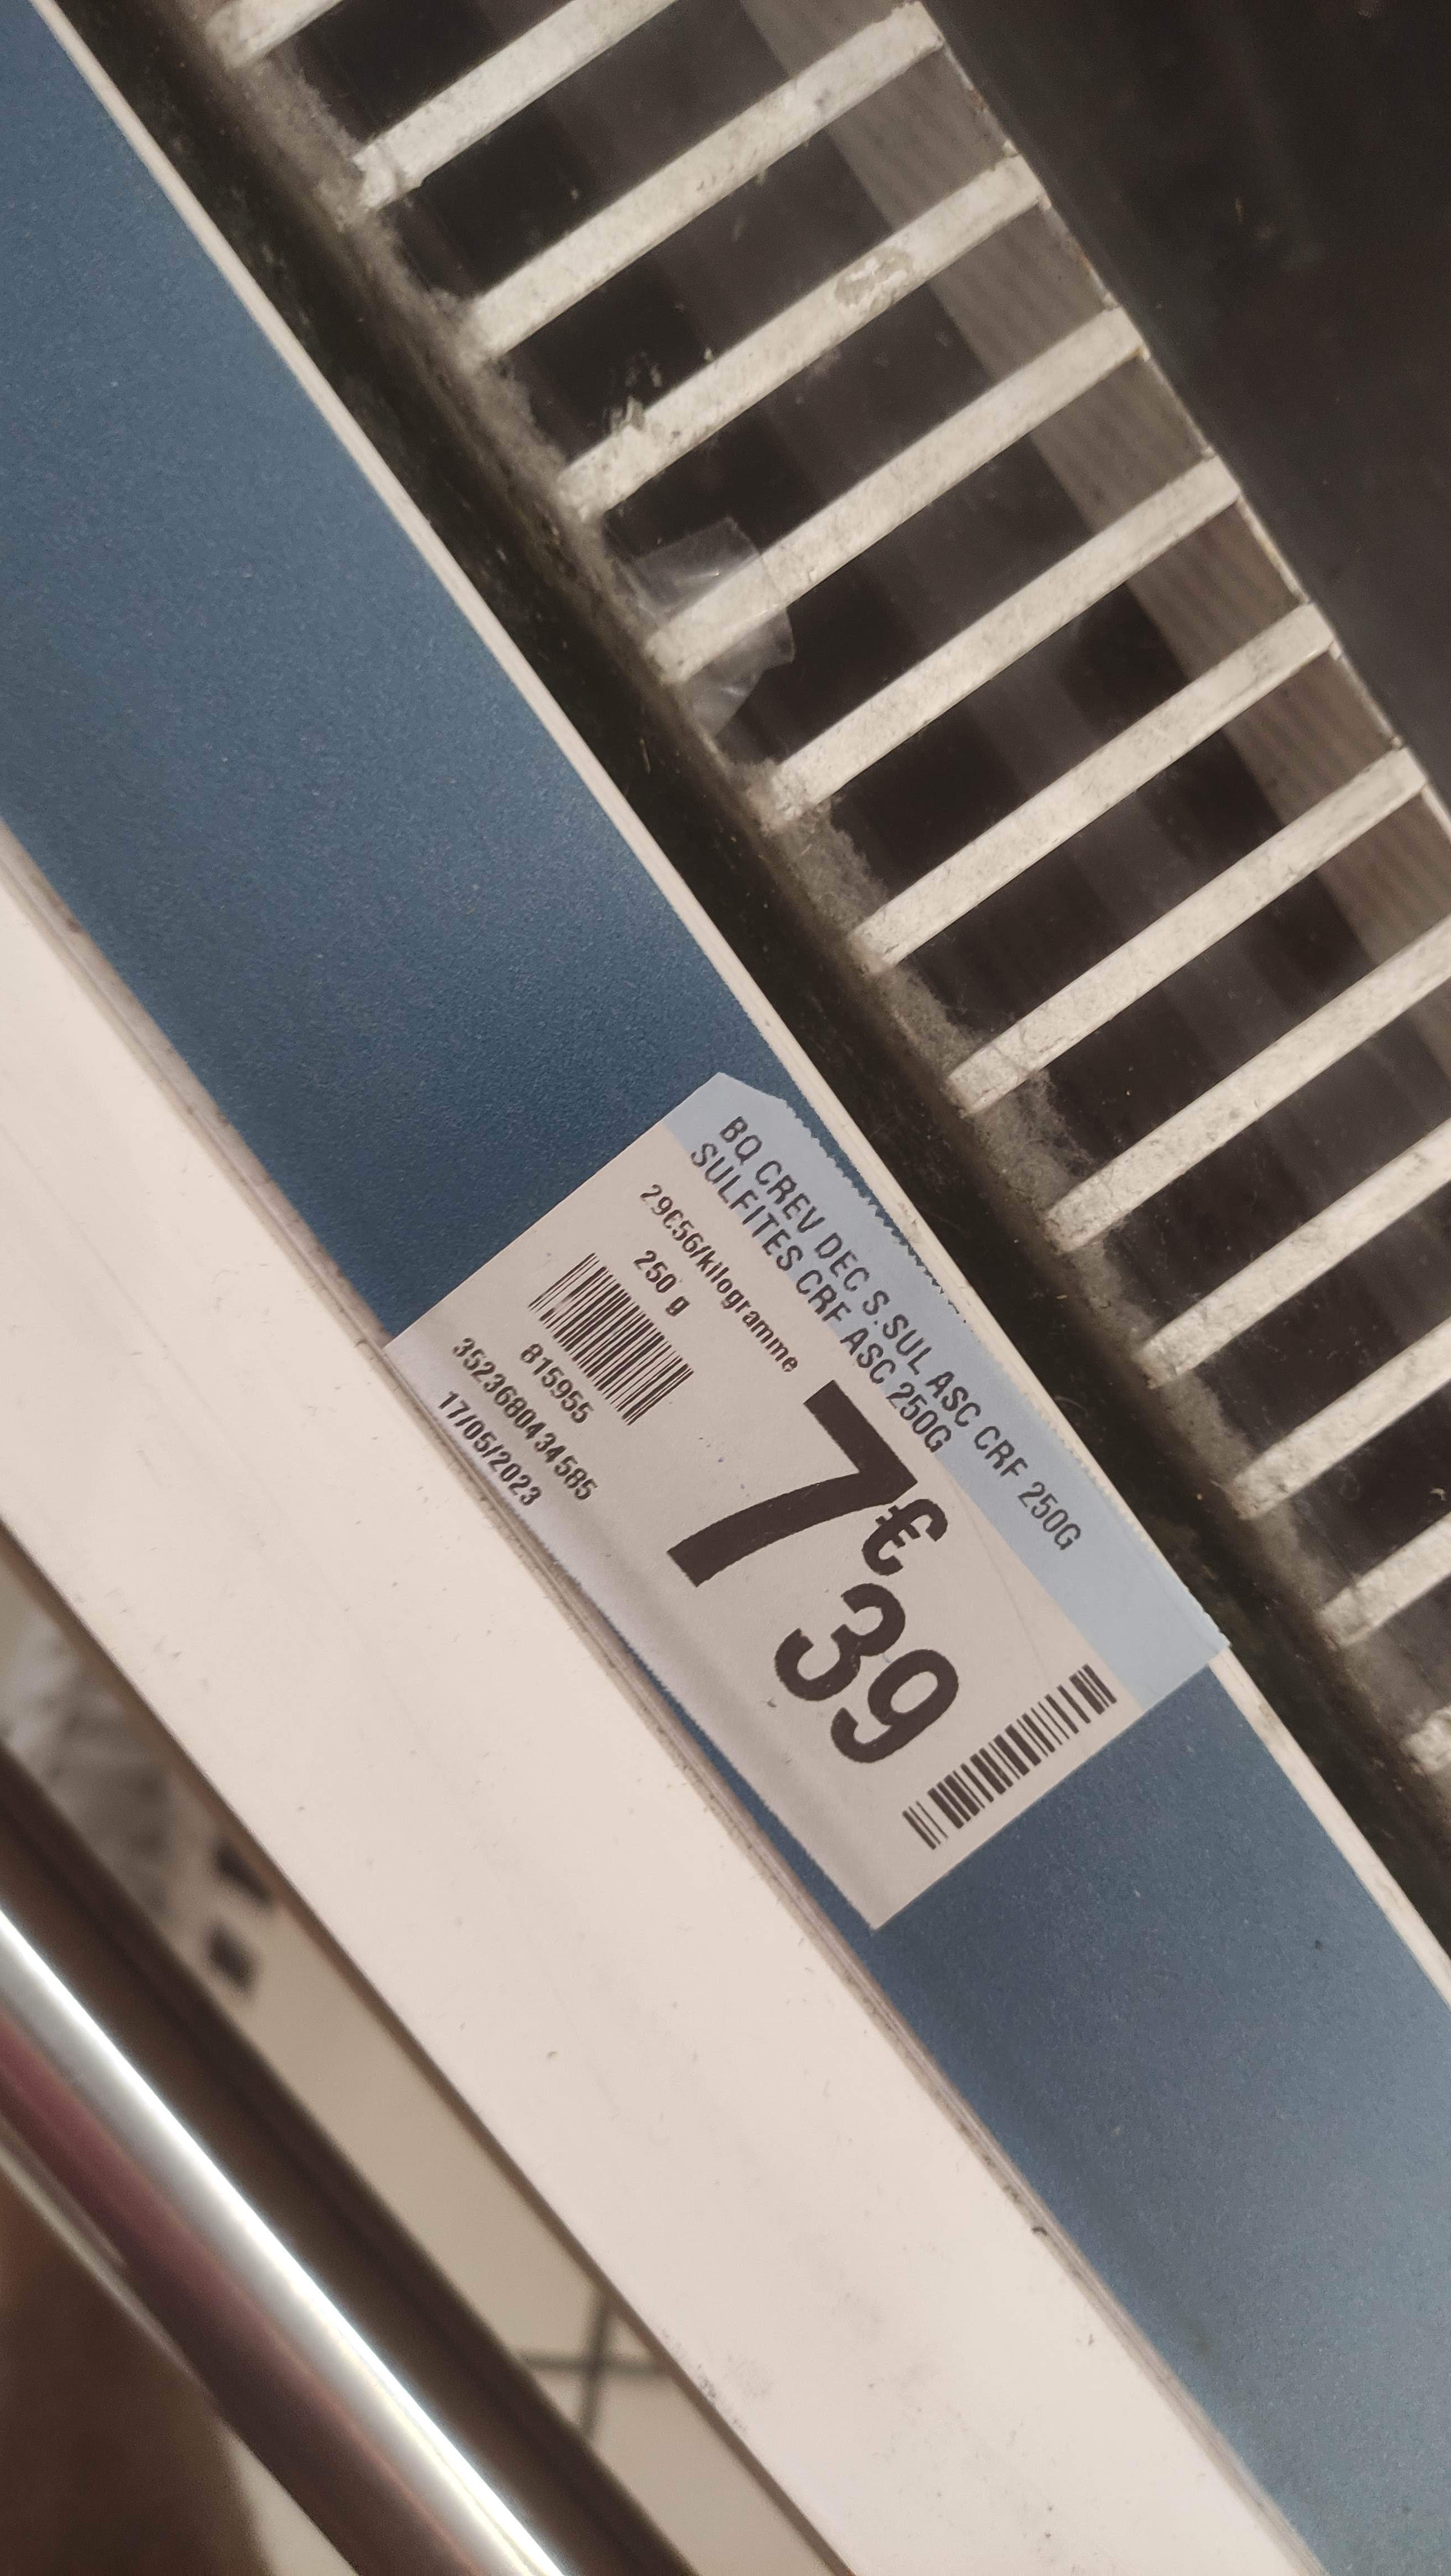 BQ CREV DEC S.SUL ASC CRF 250G
SULFITES CRF ASC 250G
29€56/kilogramme
250 g
7€39
815955
3523680434585
17/05/2023